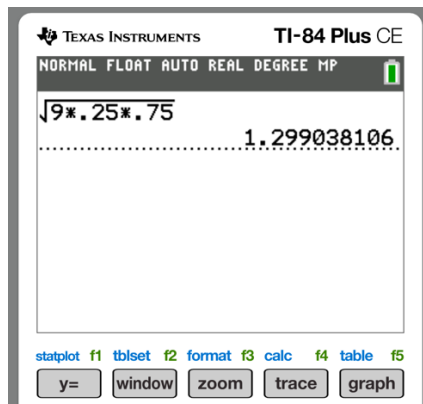 TEXAS INSTRUMENTS TI-84 Plus CE
NORMAL FLOAT AUTO REAL DEGREE MP
√9*.25*.75
1.299038106
statplot f1 tblset f2 format f3 calc f4 table f5
y= window zoom trace graph